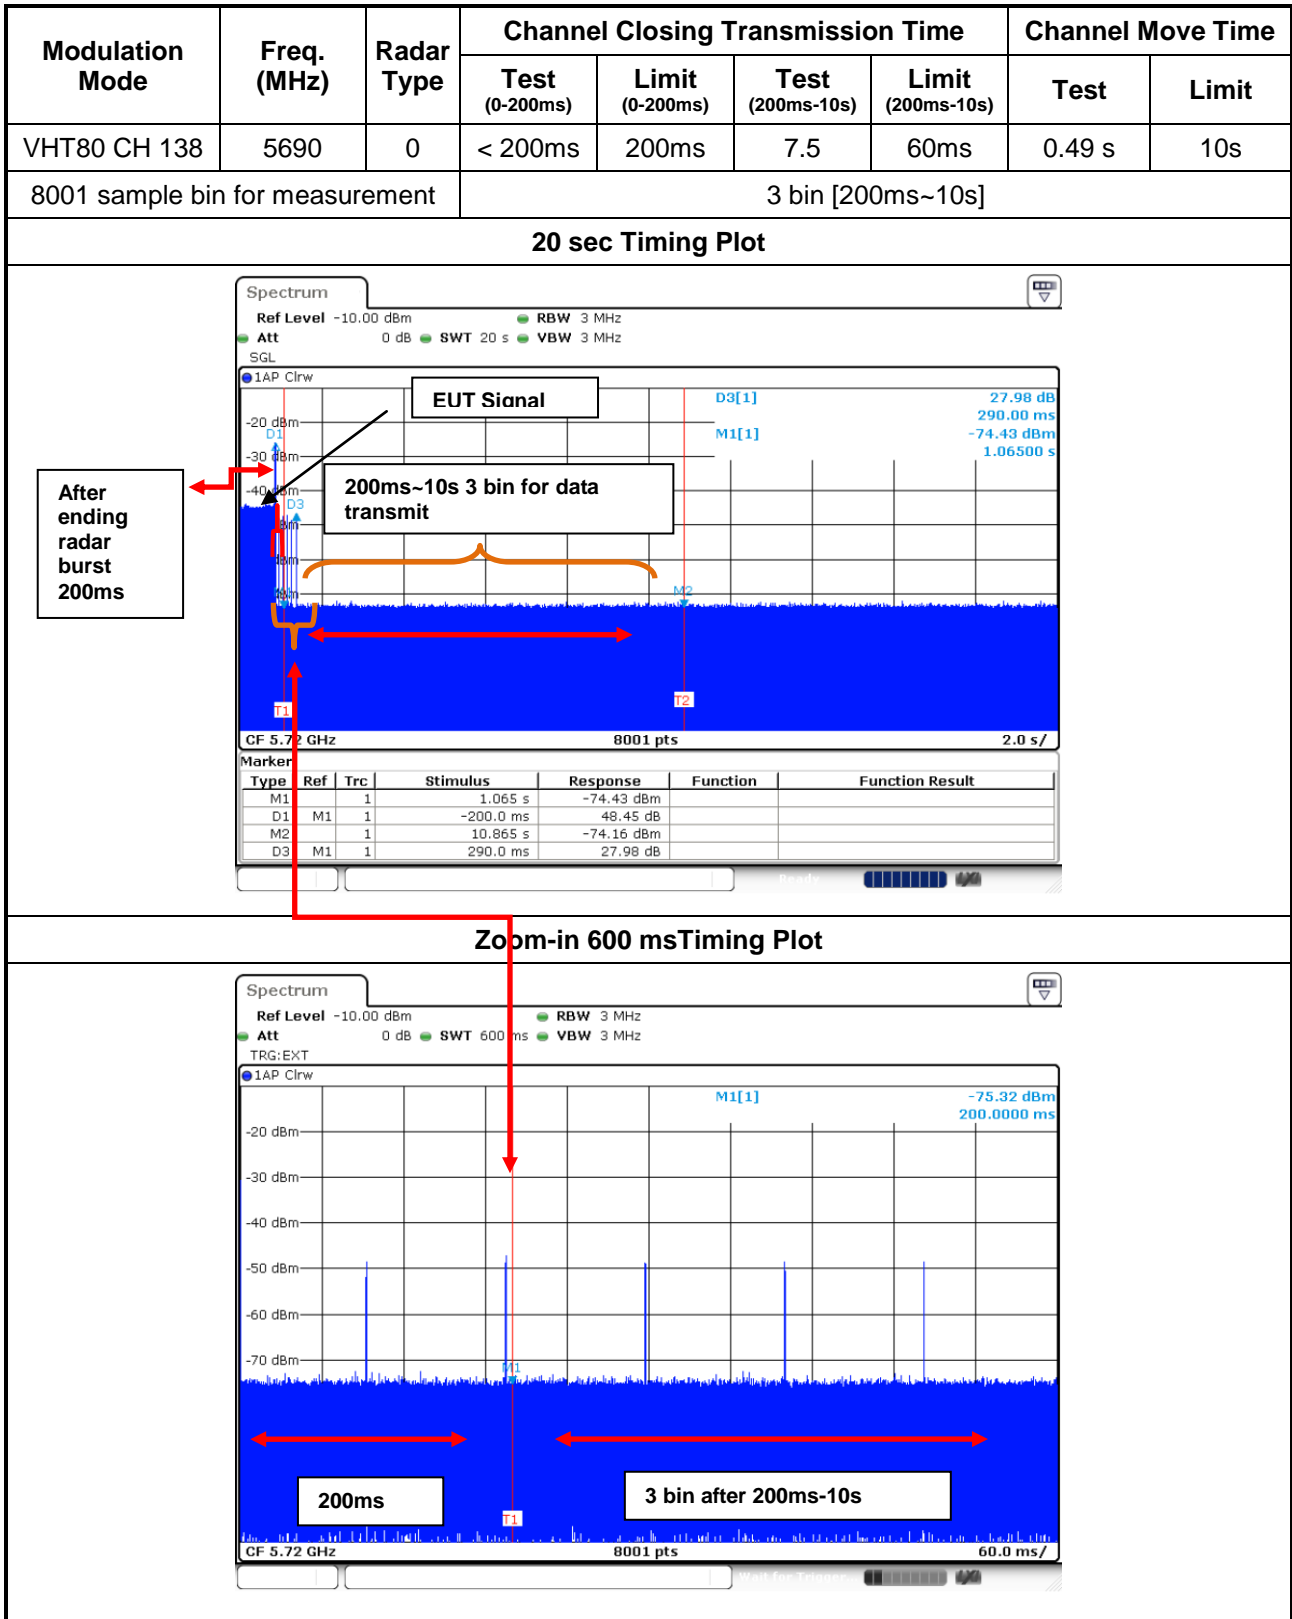 Modulation Mode
Freq. (MHz)
Radar Type
Channel Closing Transmission Time
Channel Move Time
Test (0-200ms)
Limit (0-200ms)
Test (200ms-10s)
Limit (200ms-10s)
Test
Limit
VHT80 CH 138
5690
0
< 200ms
200ms
7.5
60ms
0.49 s
10s
8001 sample bin for measurement
3 bin [200ms~10s]
20 sec Timing Plot
Spectrum
Ref Level -10.00 dBm
RBW 3 MHz
Att 0 dB
SWT 20 s
VBW 3 MHz
SGL
1AP Clrw
EUT Signal
D3[1] 27.98 dB
290.00 ms
M1[1] -74.43 dBm
1.06500 s
-20 dBm
D1
-30 dBm
-40 dBm
D3
After ending radar burst 200ms
200ms~10s 3 bin for data transmit
M2
T1
T2
CF 5.72 GHz
8001 pts
2.0 s/
Marker
Type Ref Trc Stimulus Response Function Function Result
M1 1 1.065 s -74.43 dBm
D1 M1 1 -200.0 ms 48.45 dB
M2 1 10.865 s -74.16 dBm
D3 M1 1 290.0 ms 27.98 dB
Ready
Zoom-in 600 msTiming Plot
Spectrum
Ref Level -10.00 dBm
RBW 3 MHz
Att 0 dB
SWT 600 ms
VBW 3 MHz
TRG:EXT
1AP Clrw
M1[1] -75.32 dBm
200.0000 ms
-20 dBm
-30 dBm
-40 dBm
-50 dBm
-60 dBm
-70 dBm
M1
200ms
3 bin after 200ms-10s
T1
CF 5.72 GHz
8001 pts
60.0 ms/
Wait for Trigger